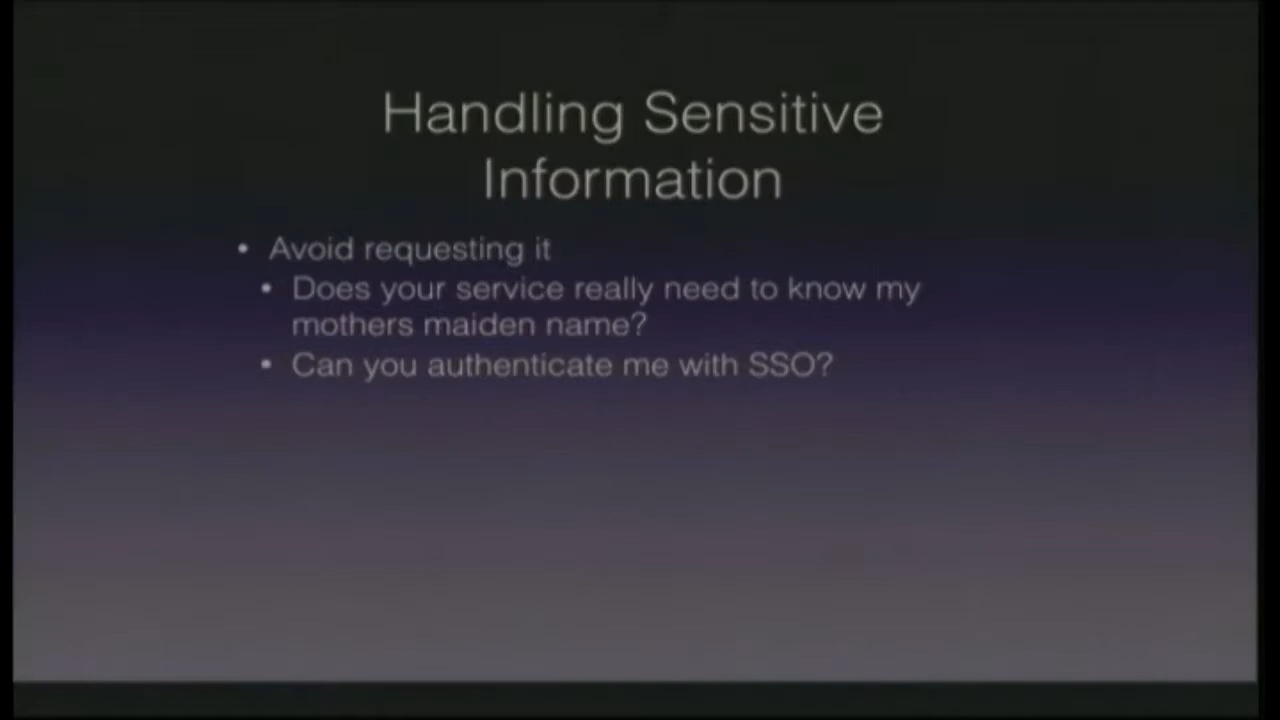 Handling Sensitive
Information
• Avoid requesting it
• Does your service really need to know my
mothers maiden name?
• Can you authenticate me with SSO?